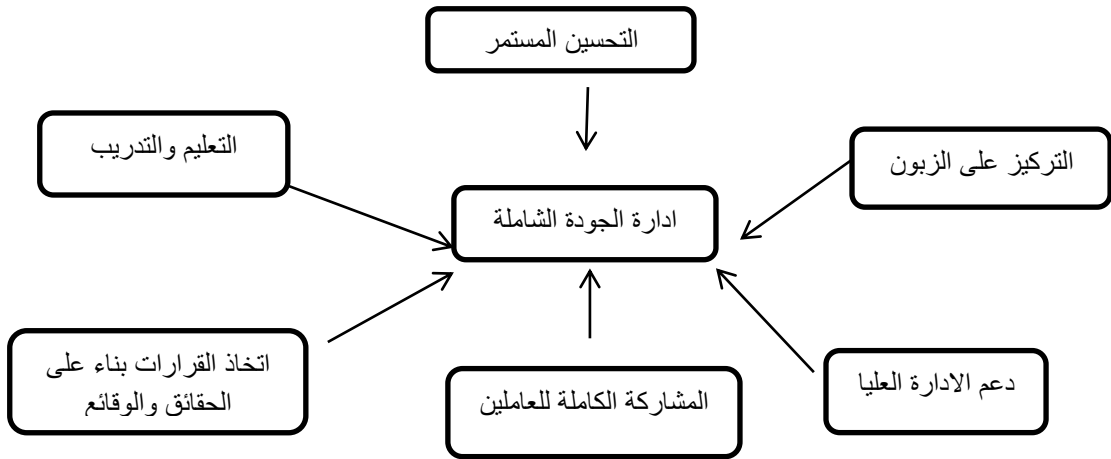 التحسين المستمر
التركيز على الزبون
التعليم والتدريب
ادارة الجودة الشاملة
دعم الادارة العليا
المشاركة الكاملة للعاملين
اتخاذ القرارات بناء على
الحقائق والوقائع